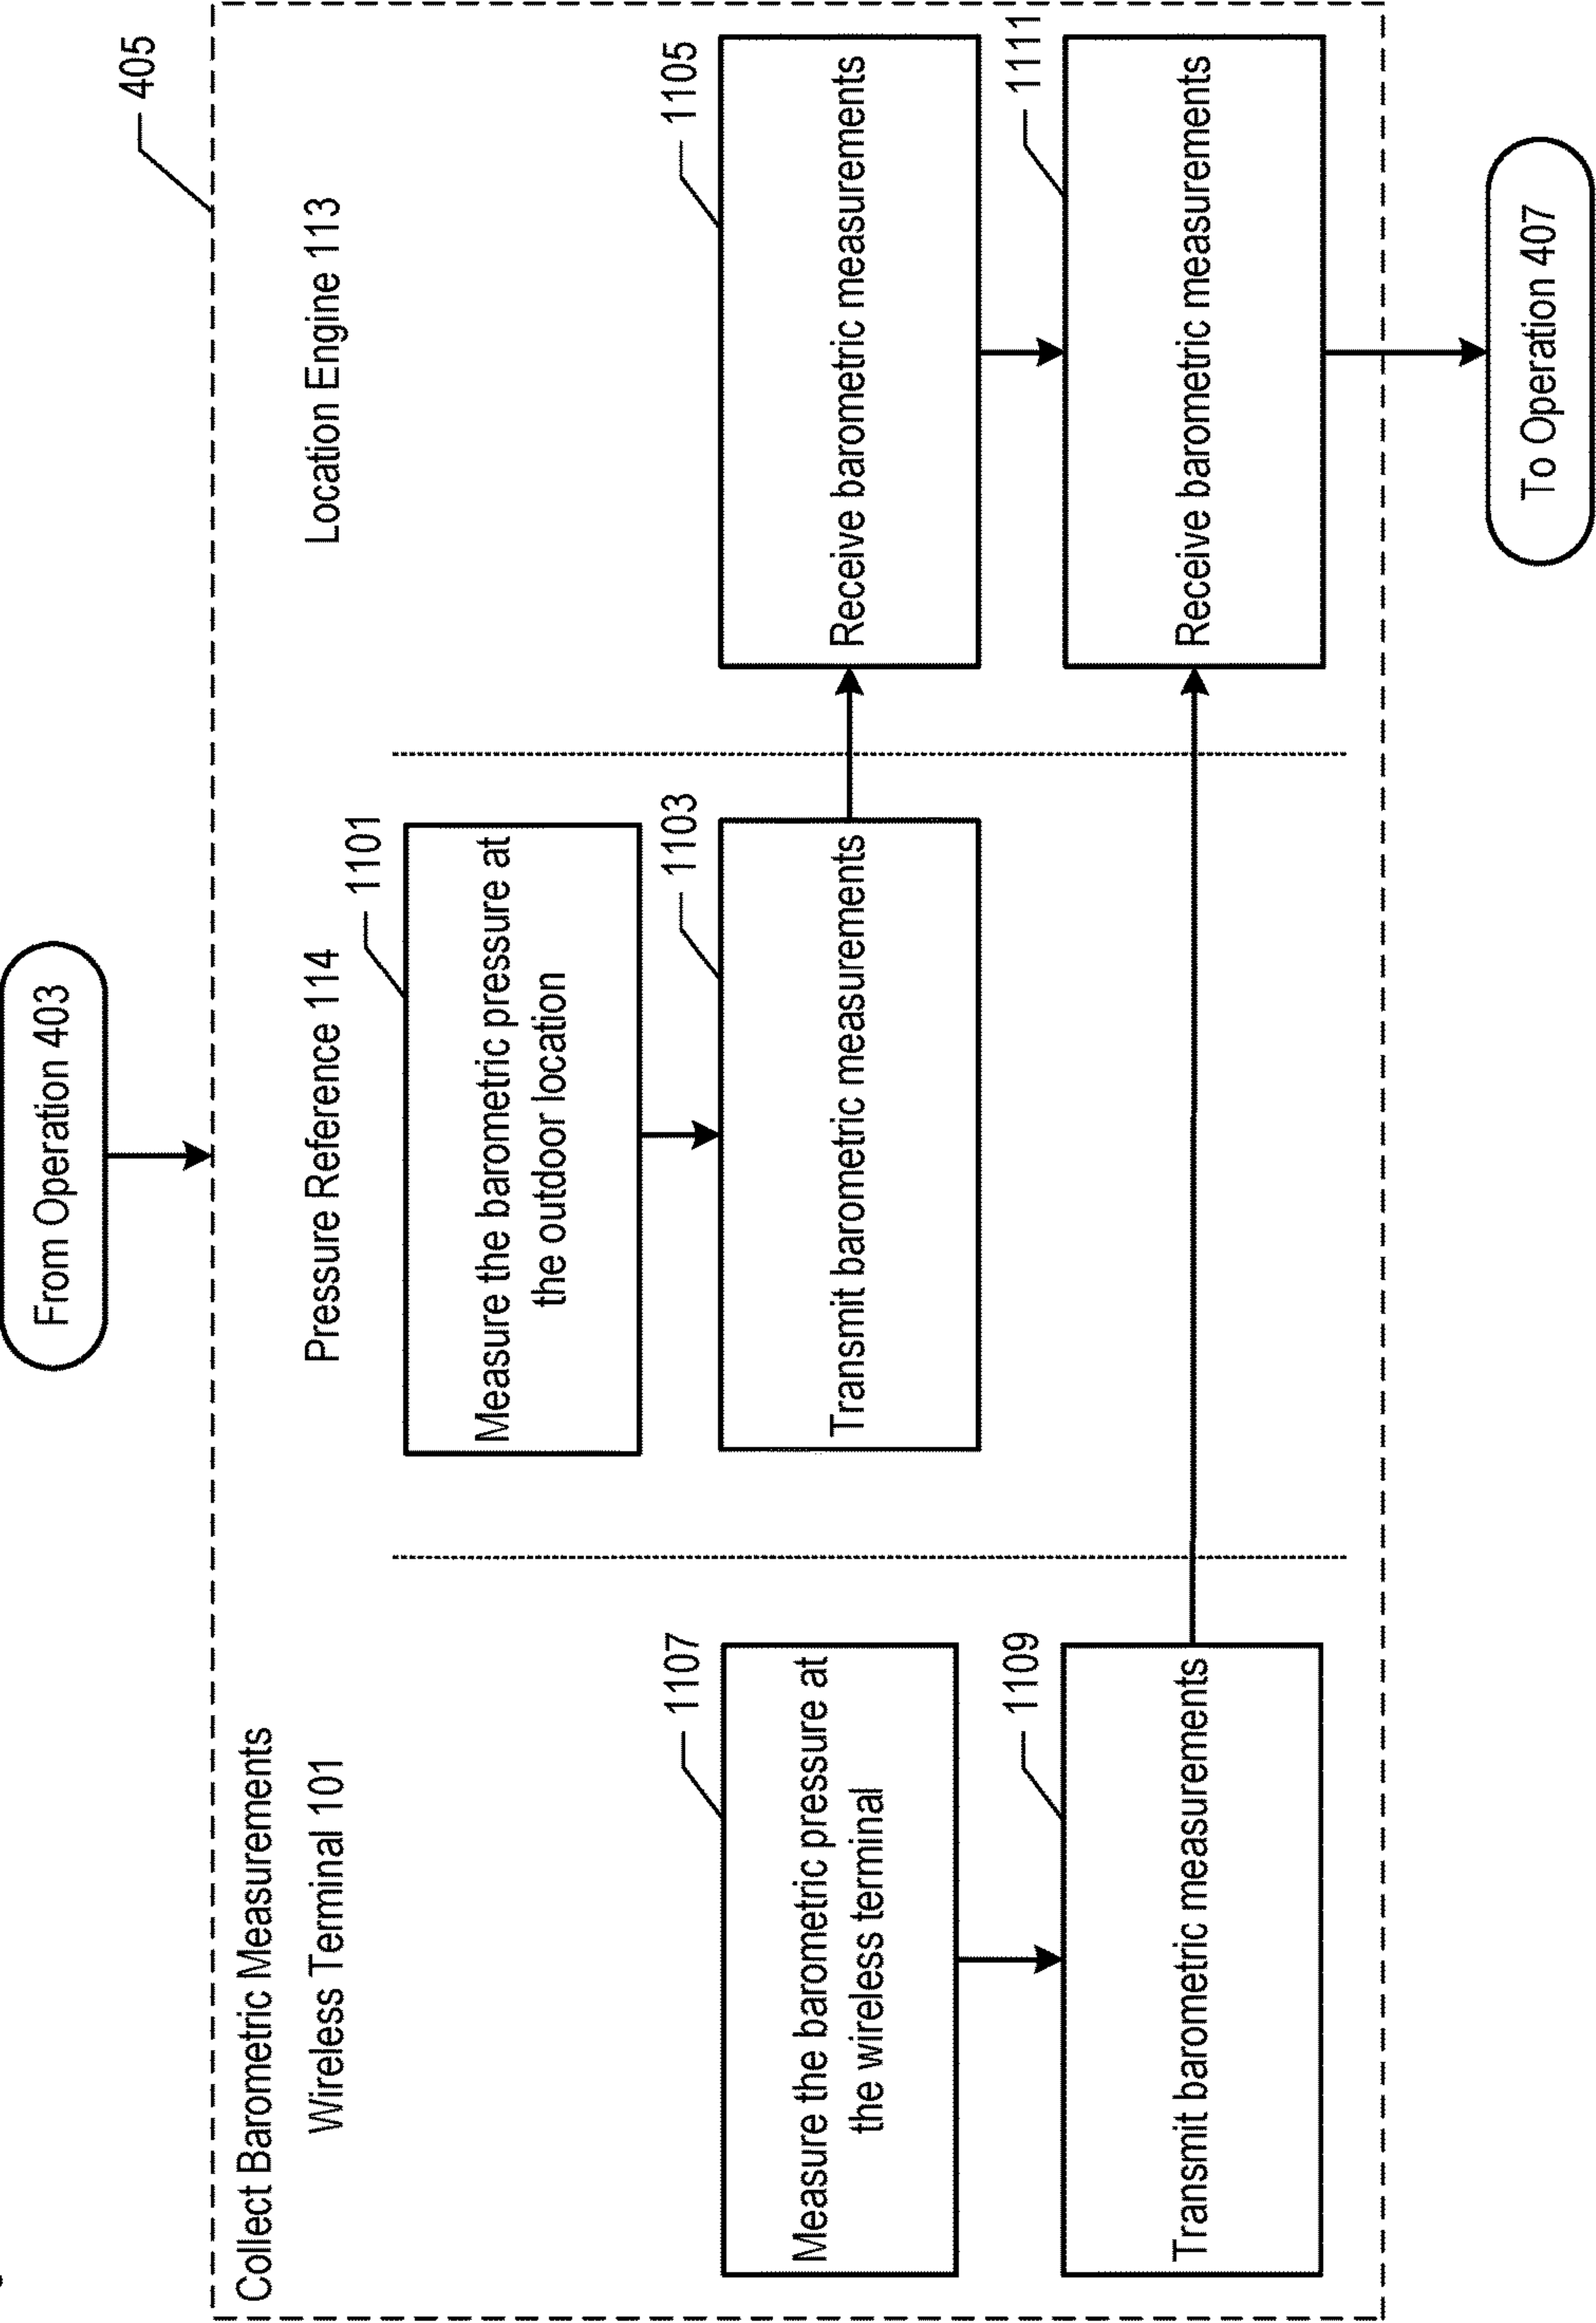 From Operation 403
405
Collect Barometric Measurements
Wireless Terminal 101
Pressure Reference 114
Location Engine 113
1101
Measure the barometric pressure at
the outdoor location
1107
Measure the barometric pressure at
the wireless terminal
1103
Transmit barometric measurements
1105
Receive barometric measurements
1109
Transmit barometric measurements
1111
Receive barometric measurements
To Operation 407